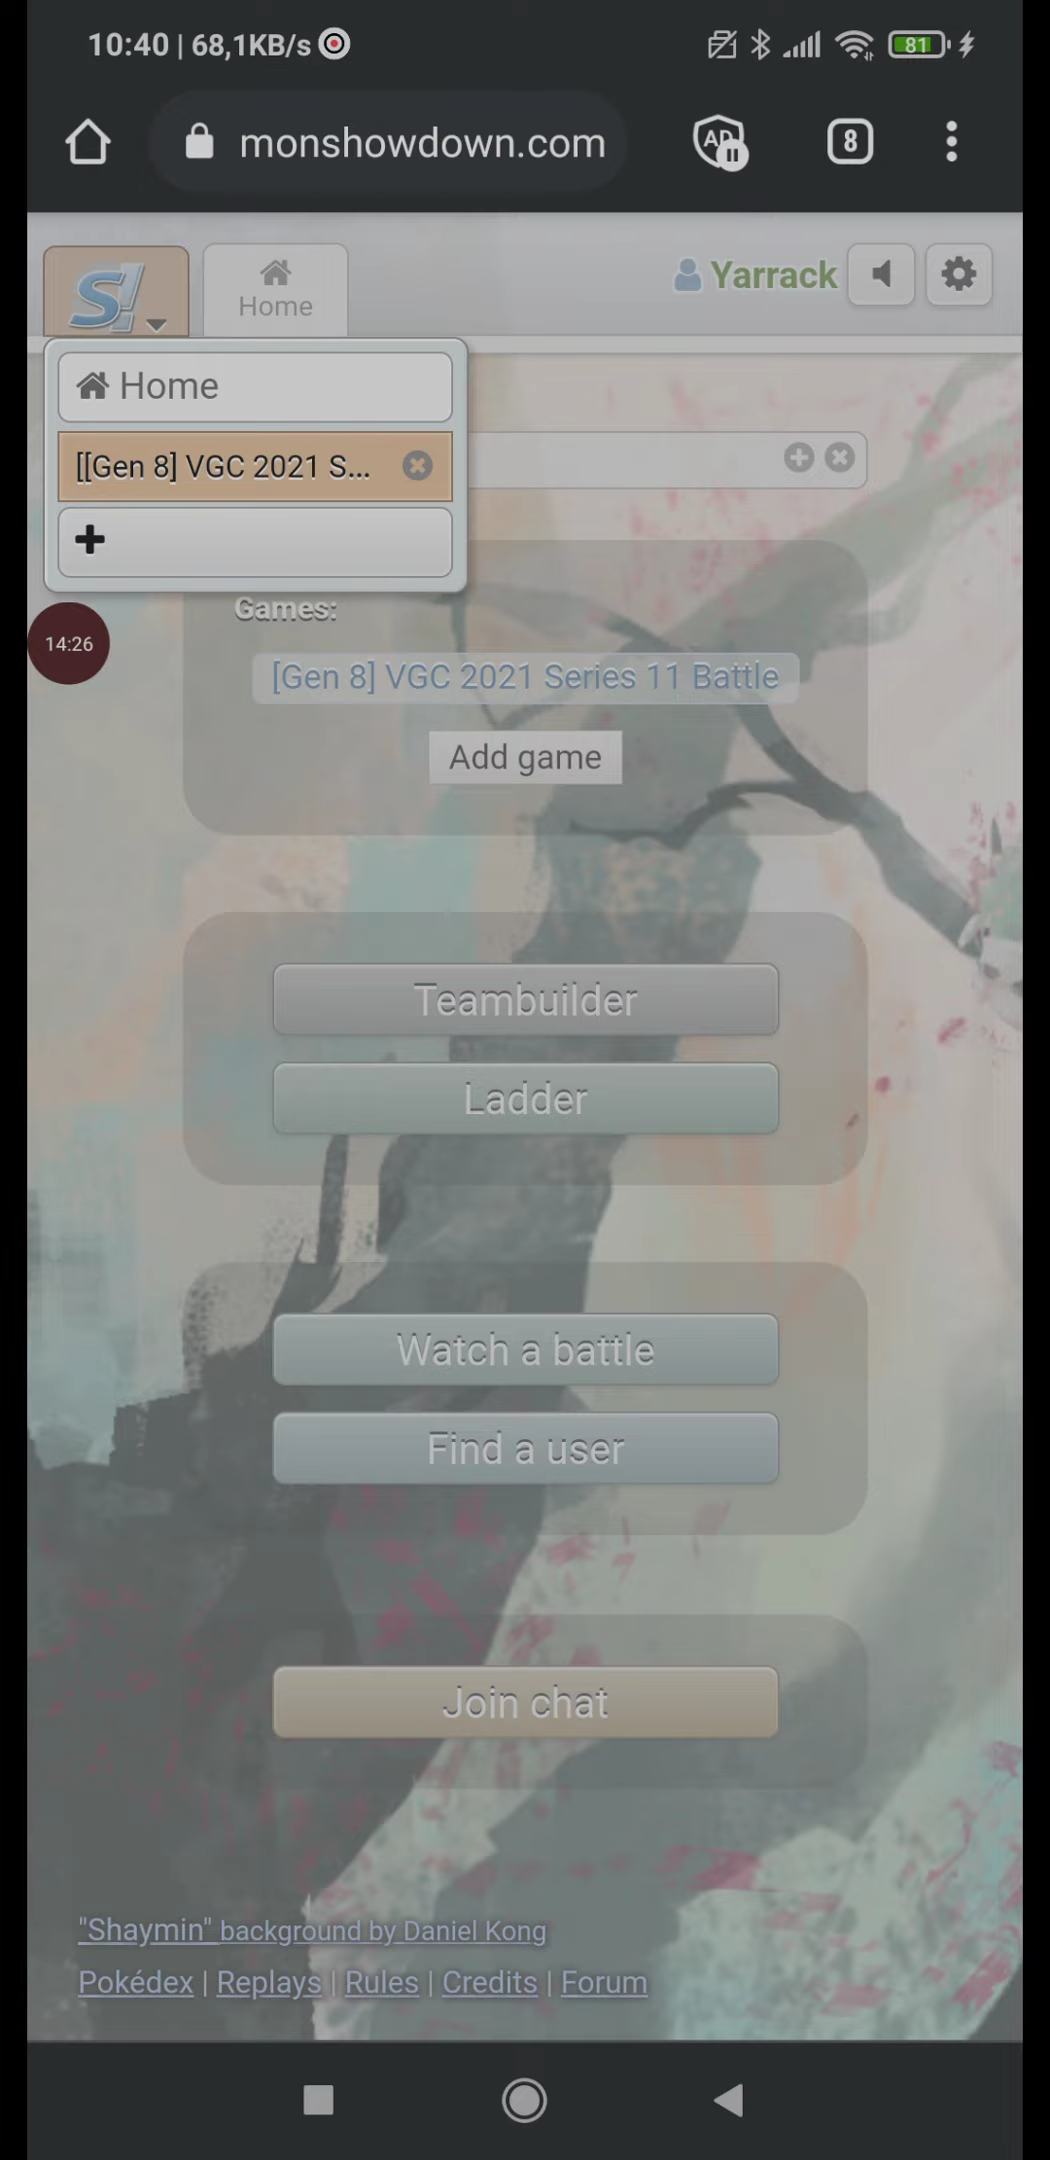 10:40 | 68,1KB/s
81
monshowdown.com
AD
8
S!
Home
Yarrack
Home
[[Gen 8] VGC 2021 S...
14:26
Games:
[Gen 8] VGC 2021 Series 11 Battle
Add game
Teambuilder
Ladder
Watch a battle
Find a user
Join chat
"Shaymin" background by Daniel Kong
Pokédex | Replays | Rules | Credits | Forum